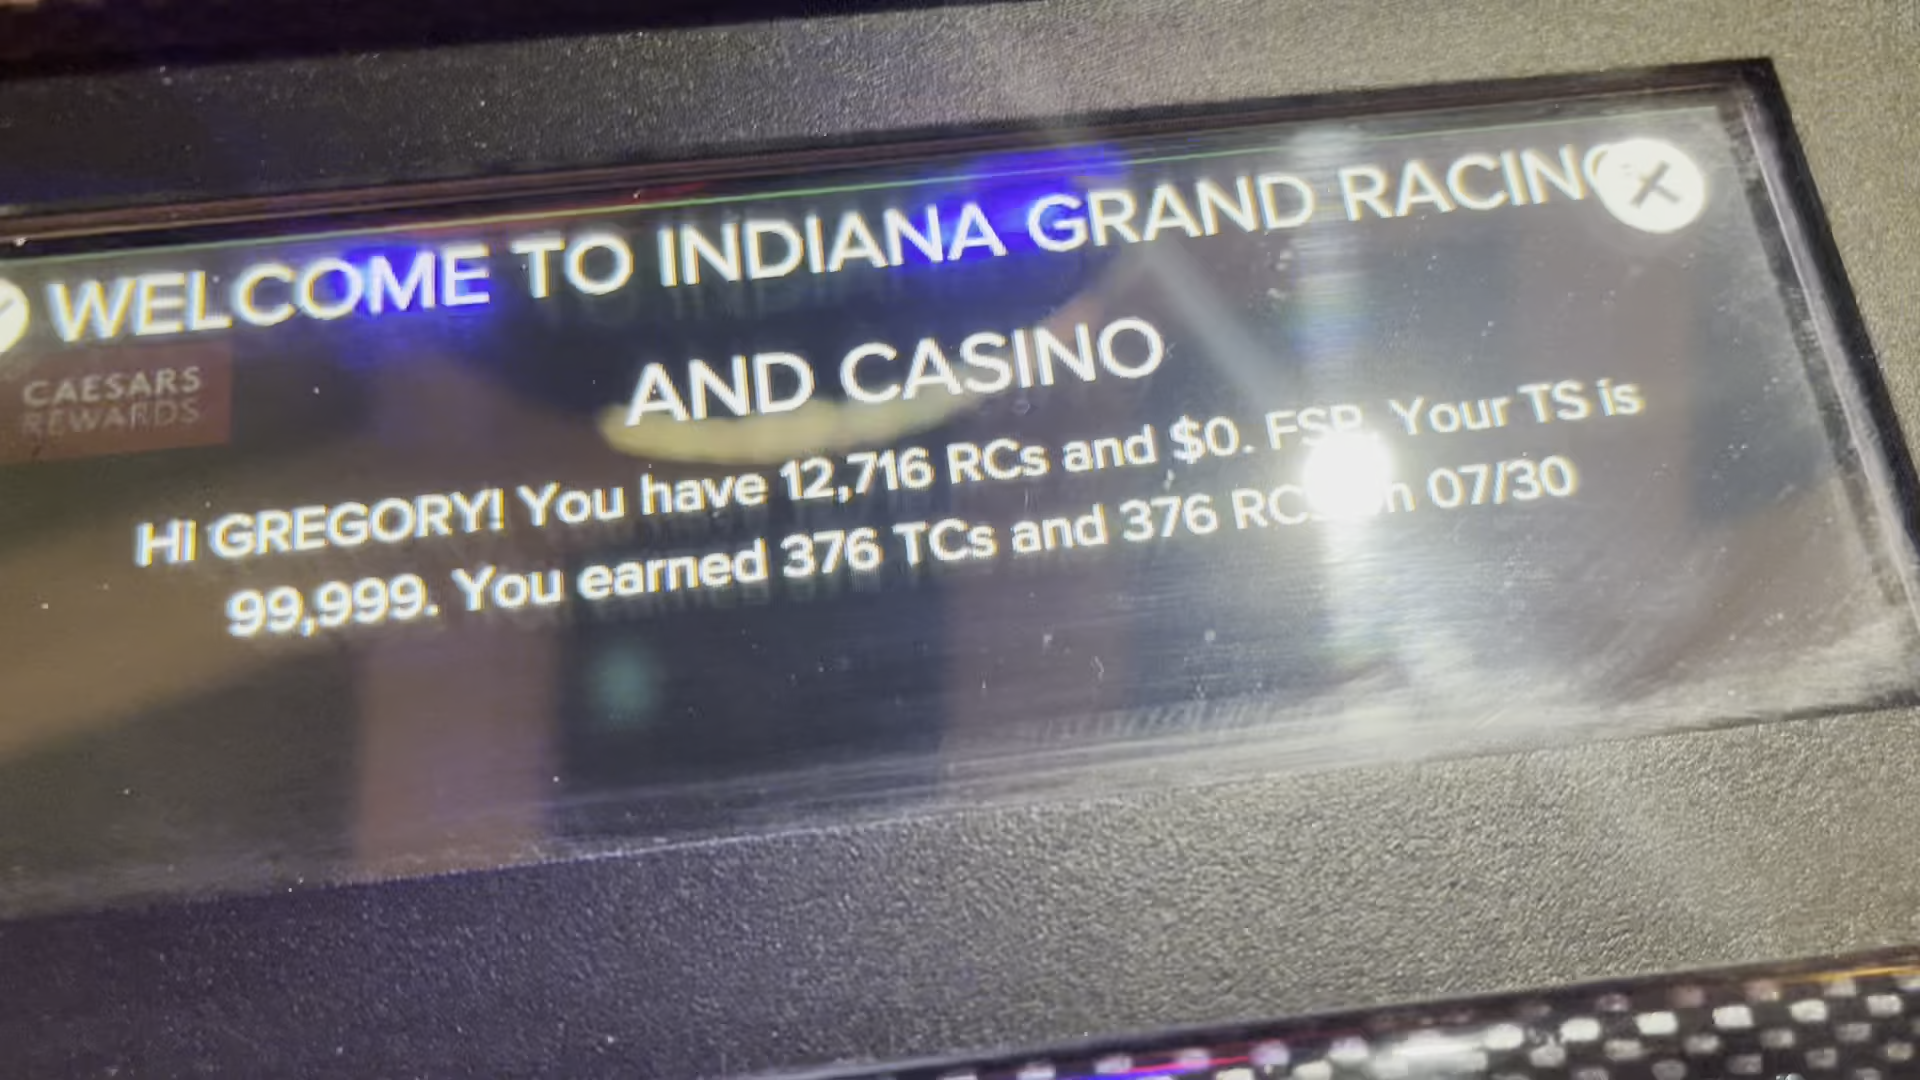 WELCOME TO INDIANA GRAND RACING
AND CASINO
CAESARS
REWARDS
Hi GREGORY! You have 12,716 RCs and $0. FSP. Your TS is
99,999. You earned 376 TCs and 376 on 07/30